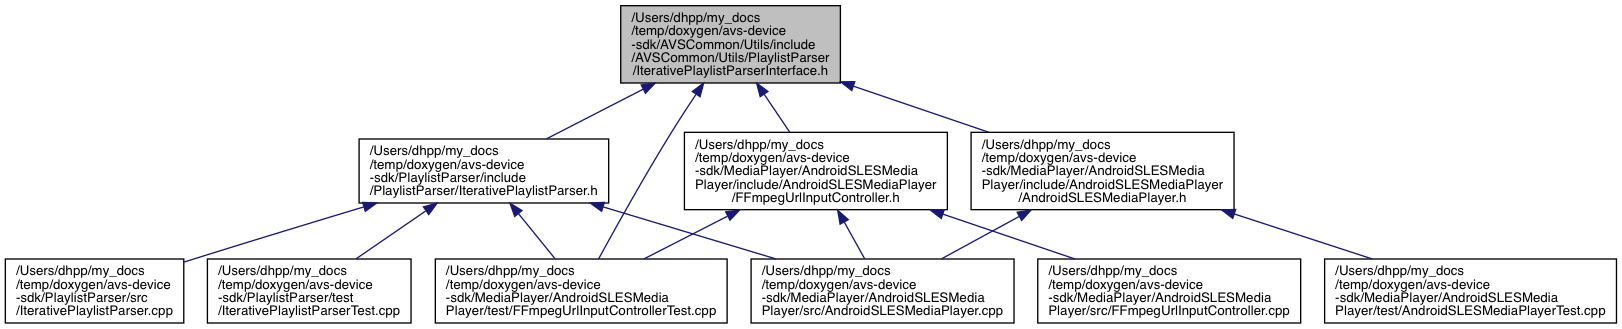 /Users/dhpp/my_docs
/temp/doxygen/avs-device
-sdk/AVSCommon/Utils/include
/AVSCommon/Utils/PlaylistParser
/IterativePlaylistParserInterface.h
/Users/dhpp/my_docs
/temp/doxygen/avs-device
-sdk/PlaylistParser/include
/PlaylistParser/IterativePlaylistParser.h
/Users/dhpp/my_docs
/temp/doxygen/avs-device
-sdk/MediaPlayer/AndroidSLESMedia
Player/include/AndroidSLESMediaPlayer
/FFmpegUrlInputController.h
/Users/dhpp/my_docs
/temp/doxygen/avs-device
-sdk/MediaPlayer/AndroidSLESMedia
Player/include/AndroidSLESMediaPlayer
/AndroidSLESMediaPlayer.h
/Users/dhpp/my_docs
/temp/doxygen/avs-device
-sdk/PlaylistParser/src
/IterativePlaylistParser.cpp
/Users/dhpp/my_docs
/temp/doxygen/avs-device
-sdk/PlaylistParser/test
/IterativePlaylistParserTest.cpp
/Users/dhpp/my_docs
/temp/doxygen/avs-device
-sdk/MediaPlayer/AndroidSLESMedia
Player/test/FFmpegUrlInputControllerTest.cpp
/Users/dhpp/my_docs
/temp/doxygen/avs-device
-sdk/MediaPlayer/AndroidSLESMedia
Player/src/AndroidSLESMediaPlayer.cpp
/Users/dhpp/my_docs
/temp/doxygen/avs-device
-sdk/MediaPlayer/AndroidSLESMedia
Player/src/FFmpegUrlInputController.cpp
/Users/dhpp/my_docs
/temp/doxygen/avs-device
-sdk/MediaPlayer/AndroidSLESMedia
Player/test/AndroidSLESMediaPlayerTest.cpp